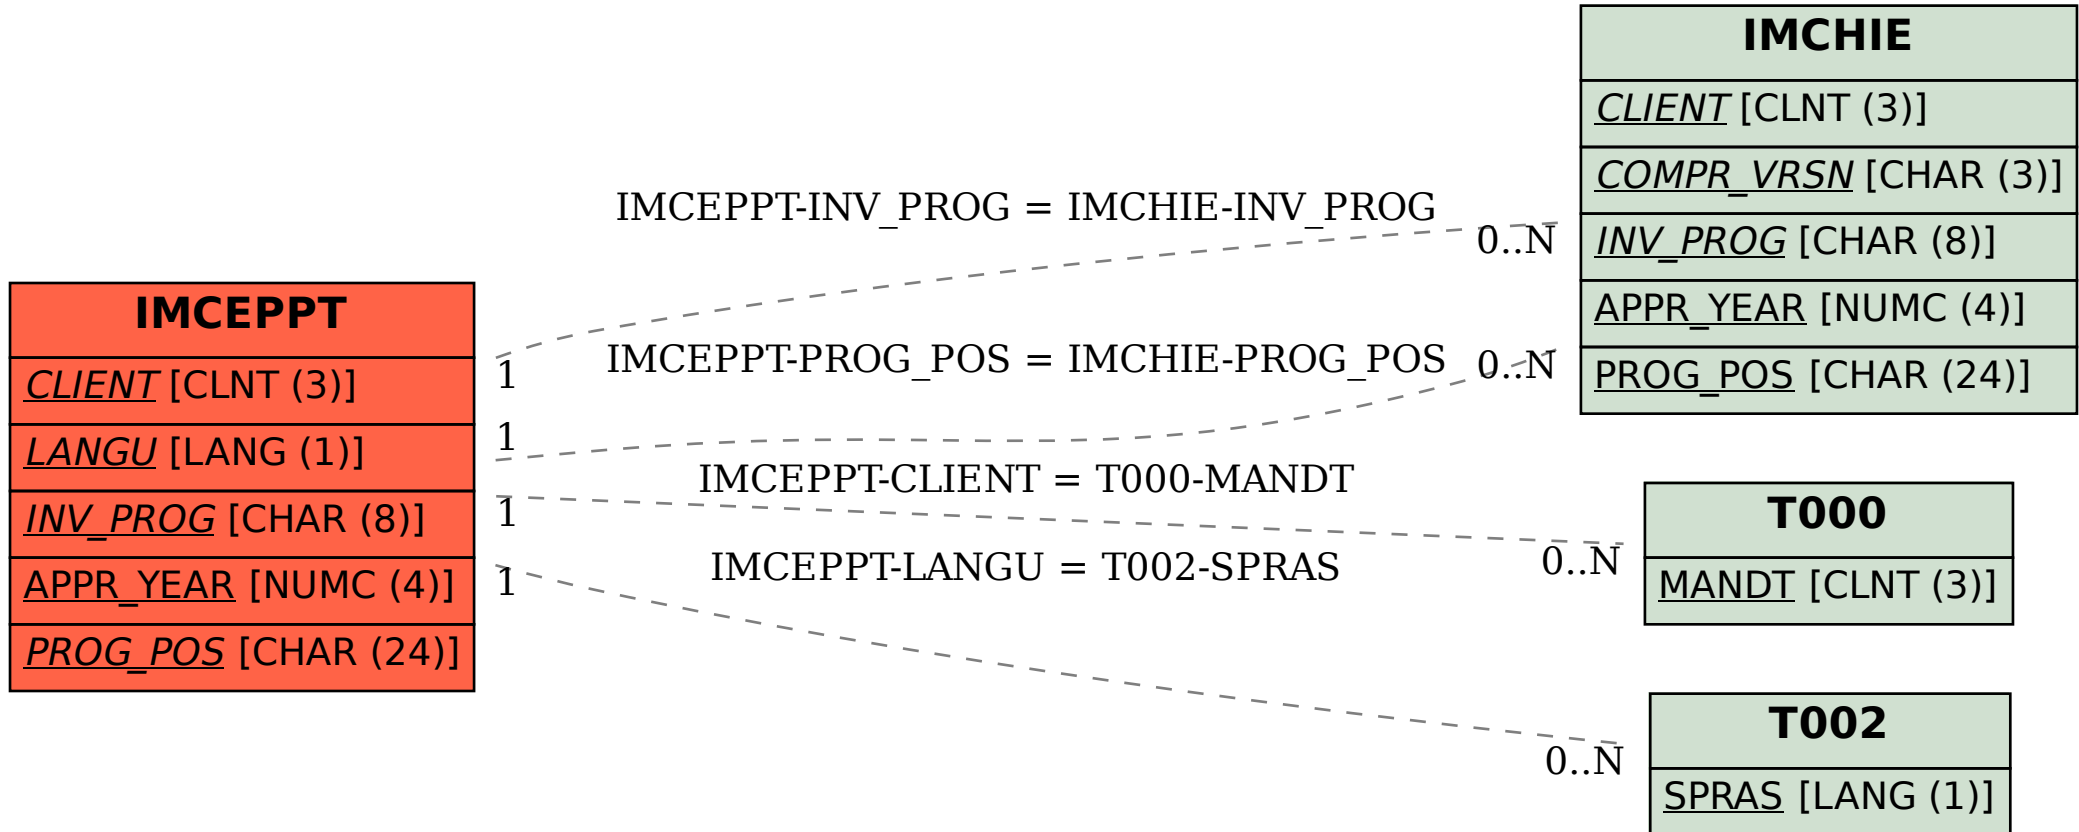 IMCEPPT
CLIENT [CLNT (3)]
LANGU [LANG (1)]
INV_PROG [CHAR (8)]
APPR_YEAR [NUMC (4)]
PROG_POS [CHAR (24)]
IMCEPPT-INV_PROG = IMCHIE-INV_PROG
0..N
1
IMCEPPT-PROG_POS = IMCHIE-PROG_POS
0..N
1
IMCEPPT-CLIENT = T000-MANDT
0..N
1
IMCEPPT-LANGU = T002-SPRAS
0..N
1
IMCHIE
CLIENT [CLNT (3)]
COMPR_VRSN [CHAR (3)]
INV_PROG [CHAR (8)]
APPR_YEAR [NUMC (4)]
PROG_POS [CHAR (24)]
T000
MANDT [CLNT (3)]
T002
SPRAS [LANG (1)]